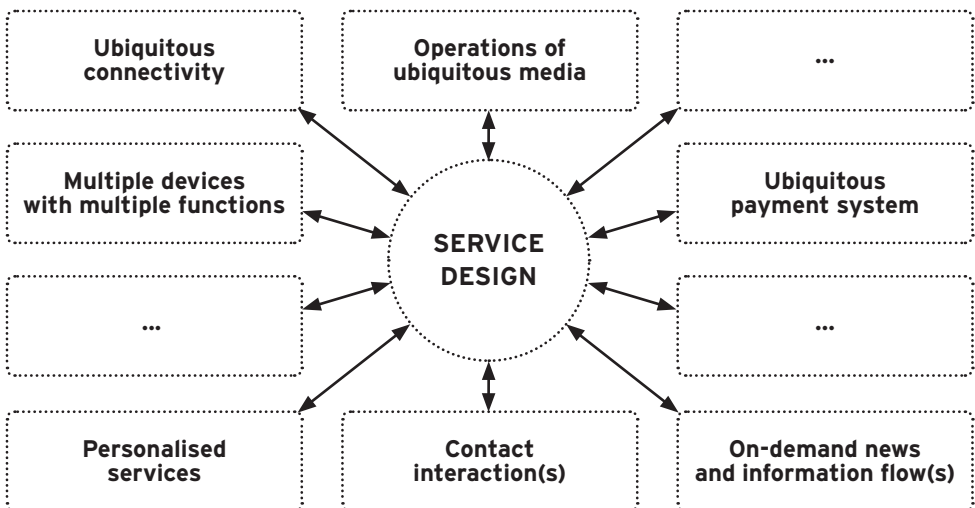 Ubiquitous
connectivity
Operations of
ubiquitous media
...
Multiple devices
with multiple functions
SERVICE
DESIGN
Ubiquitous
payment system
...
...
Personalised
services
Contact
interaction(s)
On-demand news
and information flow(s)